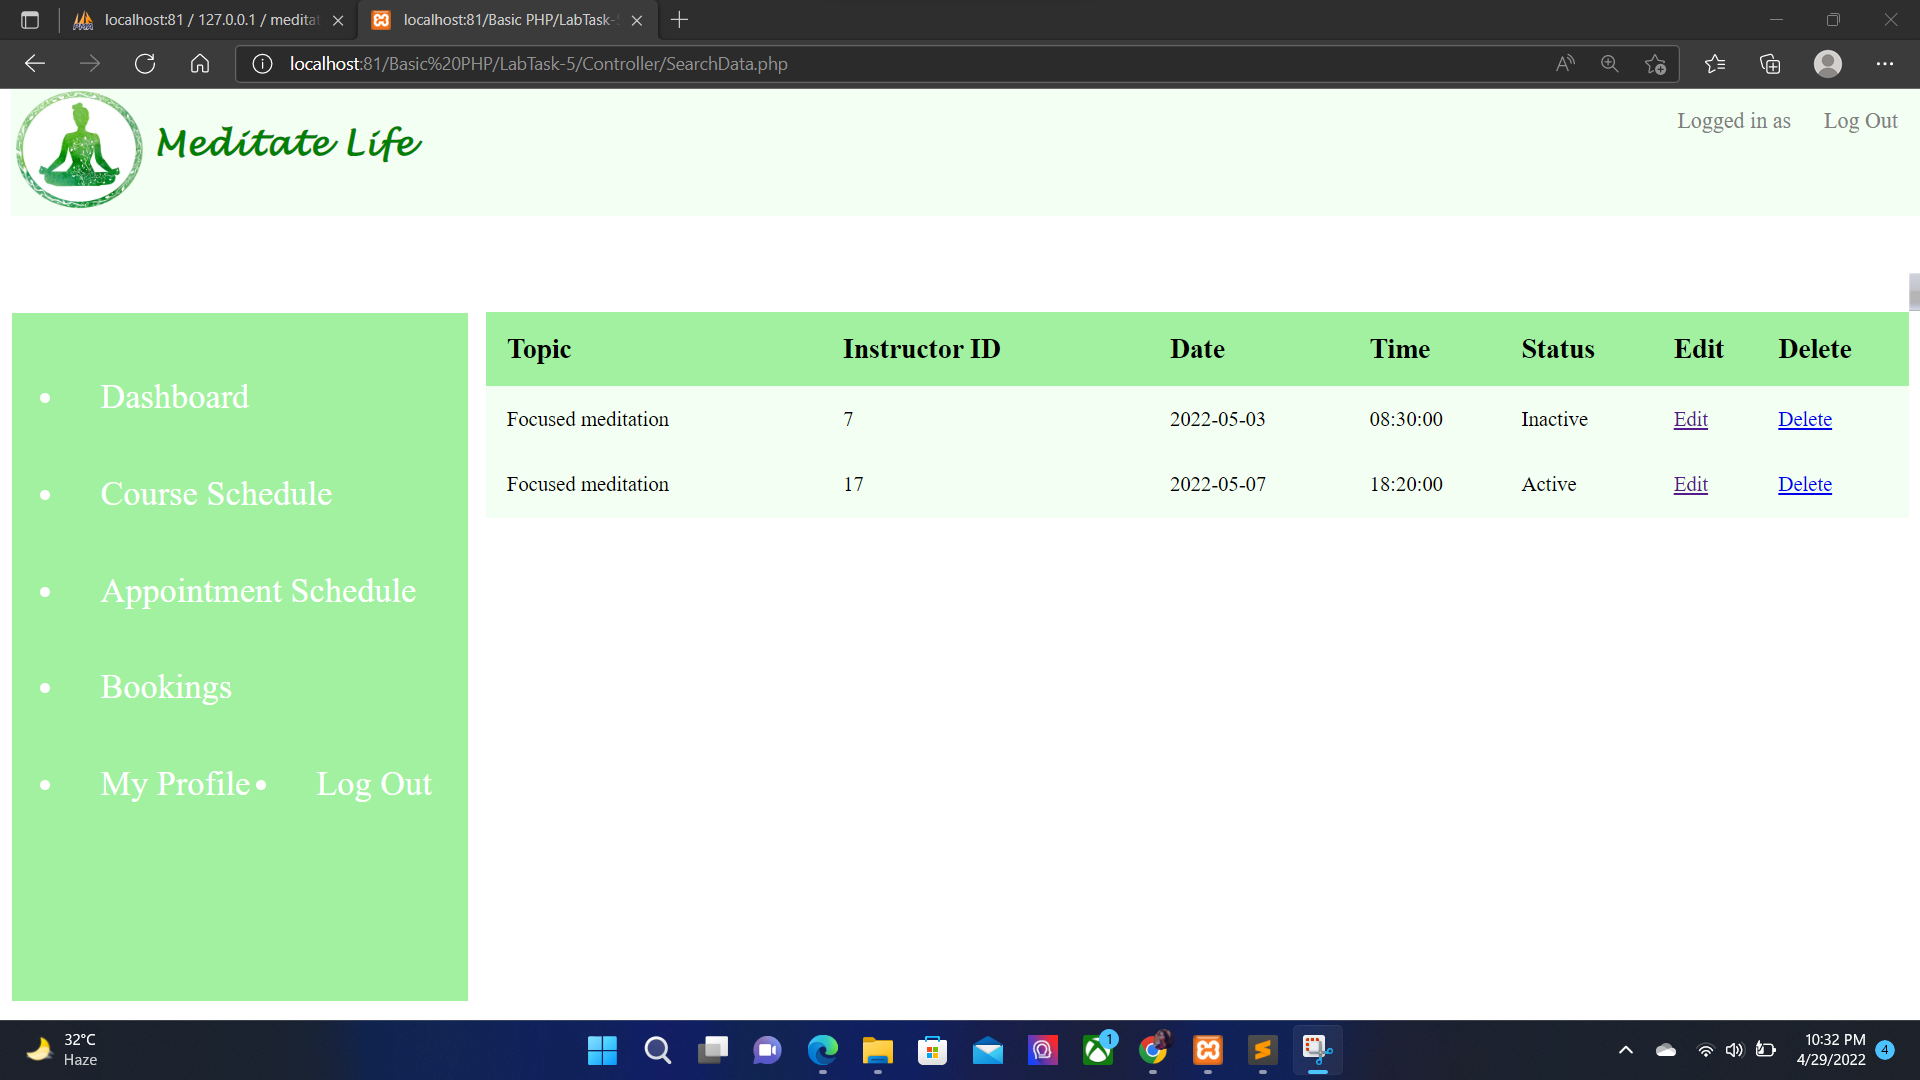 localhost:81 / 127.0.0.1 / meditat
localhost:81/Basic PHP/LabTask-5
localhost:81/Basic%20PHP/LabTask-5/Controller/SearchData.php
Meditate Life
Logged in as Log Out
Topic Instructor ID Date Time Status Edit Delete
Focused meditation 7 2022-05-03 08:30:00 Inactive Edit Delete
Focused meditation 17 2022-05-07 18:20:00 Active Edit Delete
Dashboard
Course Schedule
Appointment Schedule
Bookings
My Profile • Log Out
32°C
Haze
1
10:32 PM
4/29/2022
4